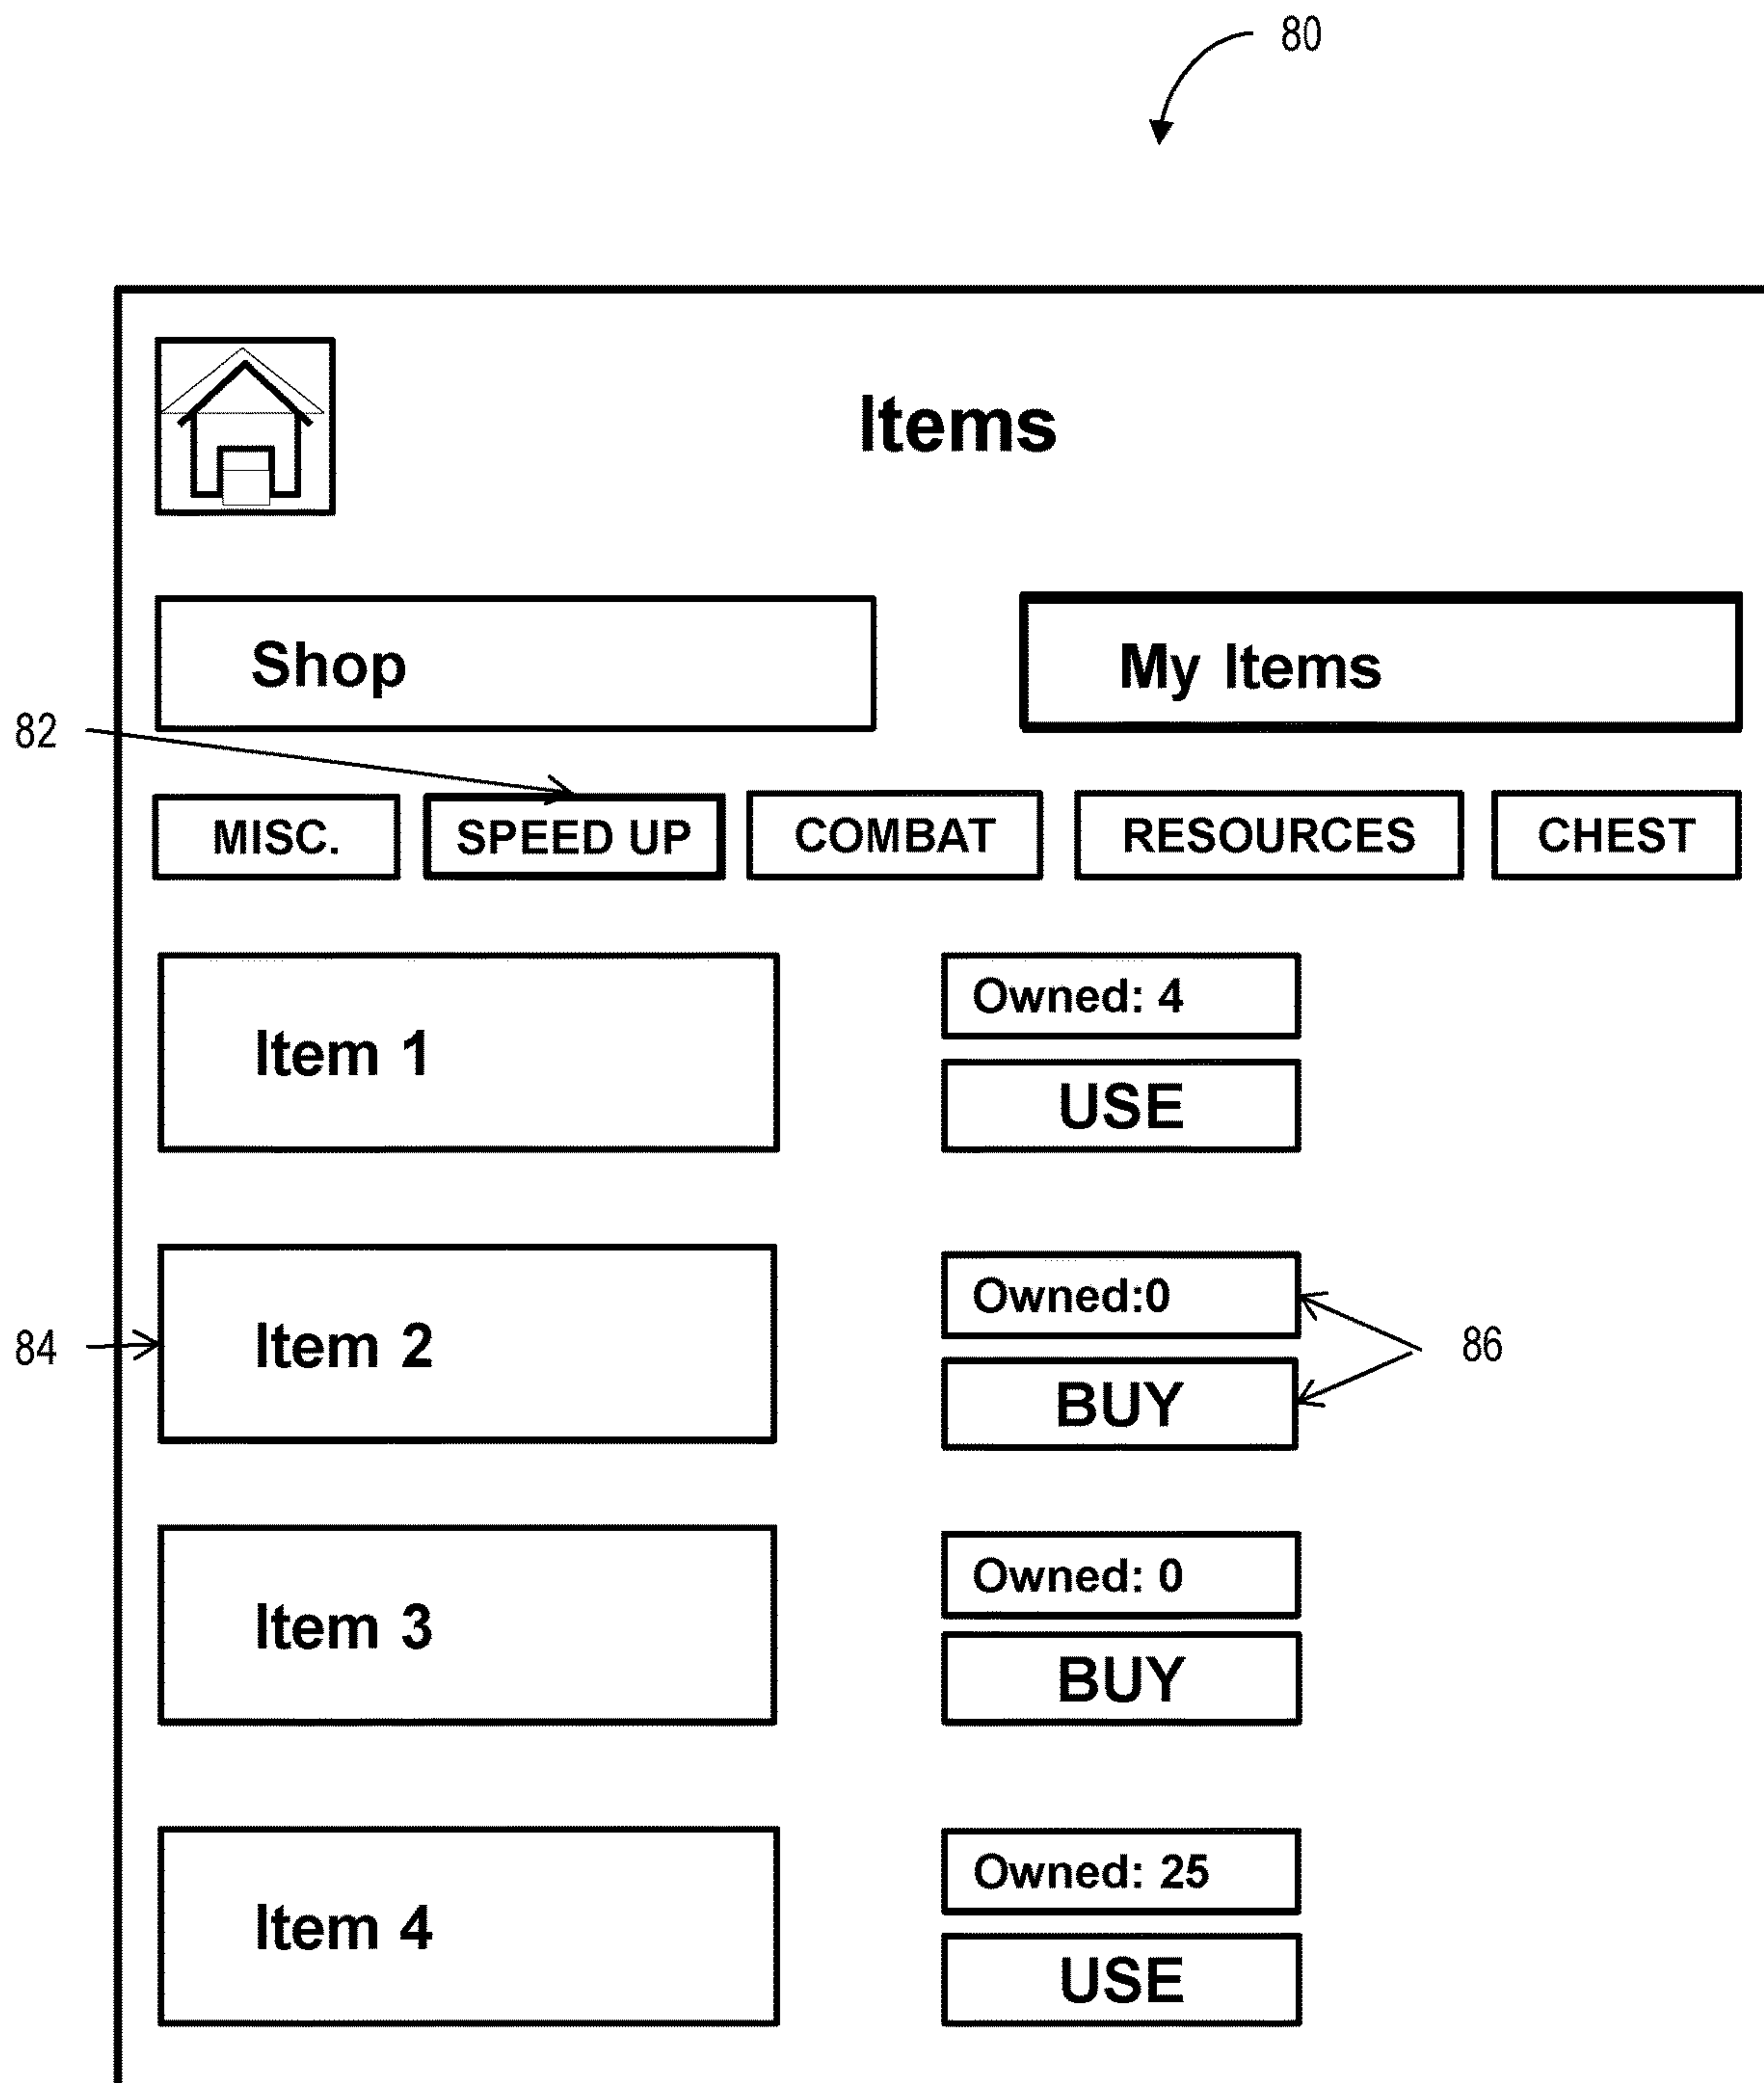 80
Items
Shop
My Items
82
MISC.
SPEED UP
COMBAT
RESOURCES
CHEST
Item 1
Owned: 4
USE
84
Item 2
Owned:0
BUY
86
Item 3
Owned: 0
BUY
Item 4
Owned: 25
USE